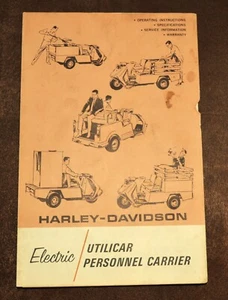 • OPERATING INSTRUCTIONS
• SPECIFICATIONS
• SERVICE INFORMATION
• WARRANTY
HARLEY-DAVIDSON
Electric / UTILICAR
PERSONNEL CARRIER